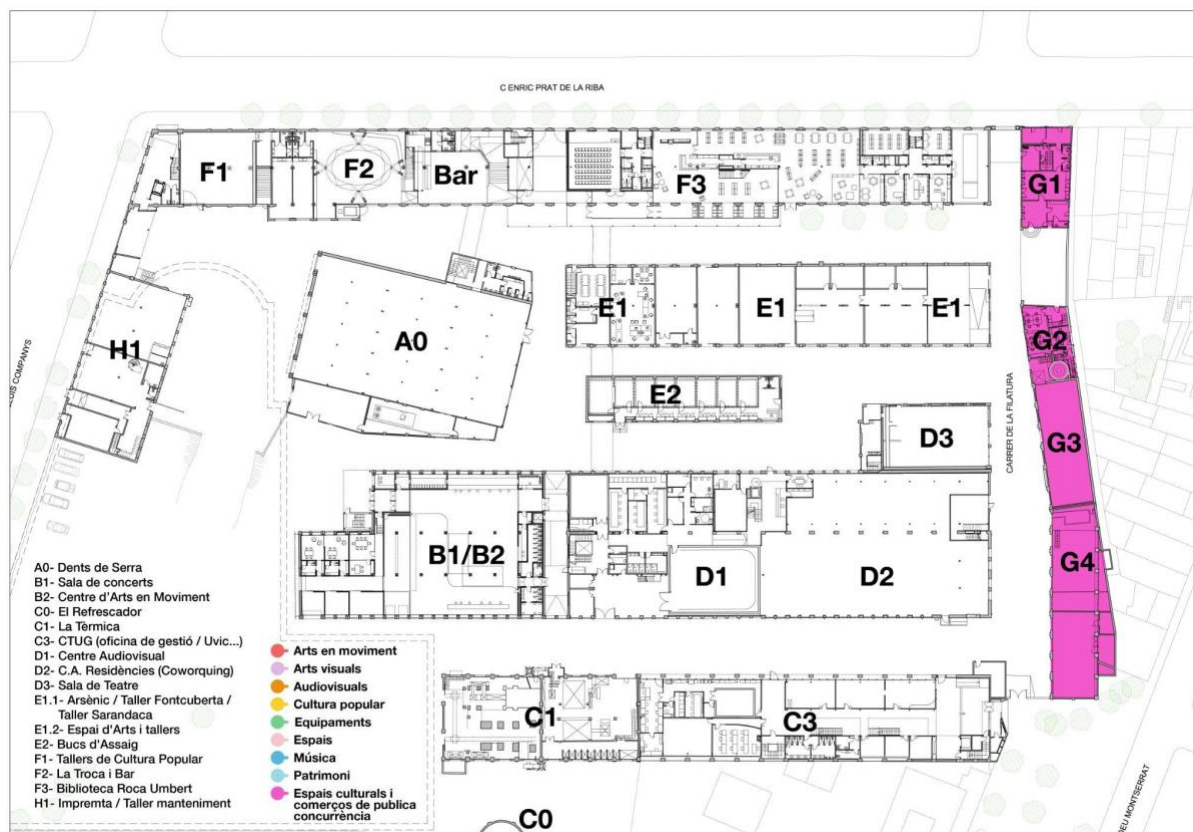 C ENRIC PRAT DE LA RIBA
F1
F2
Bar
F3
G1
E1
E1
E1
G2
A0
H1
E2
D3
G3
LUIS COMPANYS
CARRER DE LA FILATURA
B1/B2
D1
D2
G4
A0- Dents de Serra
B1- Sala de concerts
B2- Centre d'Arts en Moviment
C0- El Refrescador
C1- La Tèrmica
C3- CTUG (oficina de gestió / Uvic...)
D1- Centre Audiovisual
D2- C.A. Residències (Coworquing)
D3- Sala de Teatre
E1.1- Arsènic / Taller Fontcuberta /
Taller Sarandaca
E1.2- Espai d'Arts i tallers
E2- Bucs d'Assaig
F1- Tallers de Cultura Popular
F2- La Troca i Bar
F3- Biblioteca Roca Umbert
H1- Impremta / Taller manteniment
Arts en moviment
Arts visuals
Audiovisuals
Cultura popular
Equipaments
Espais
Música
Patrimoni
Espais culturals i
comerços de publica
concurrència
C1
C3
C0
EU MONTSERRAT